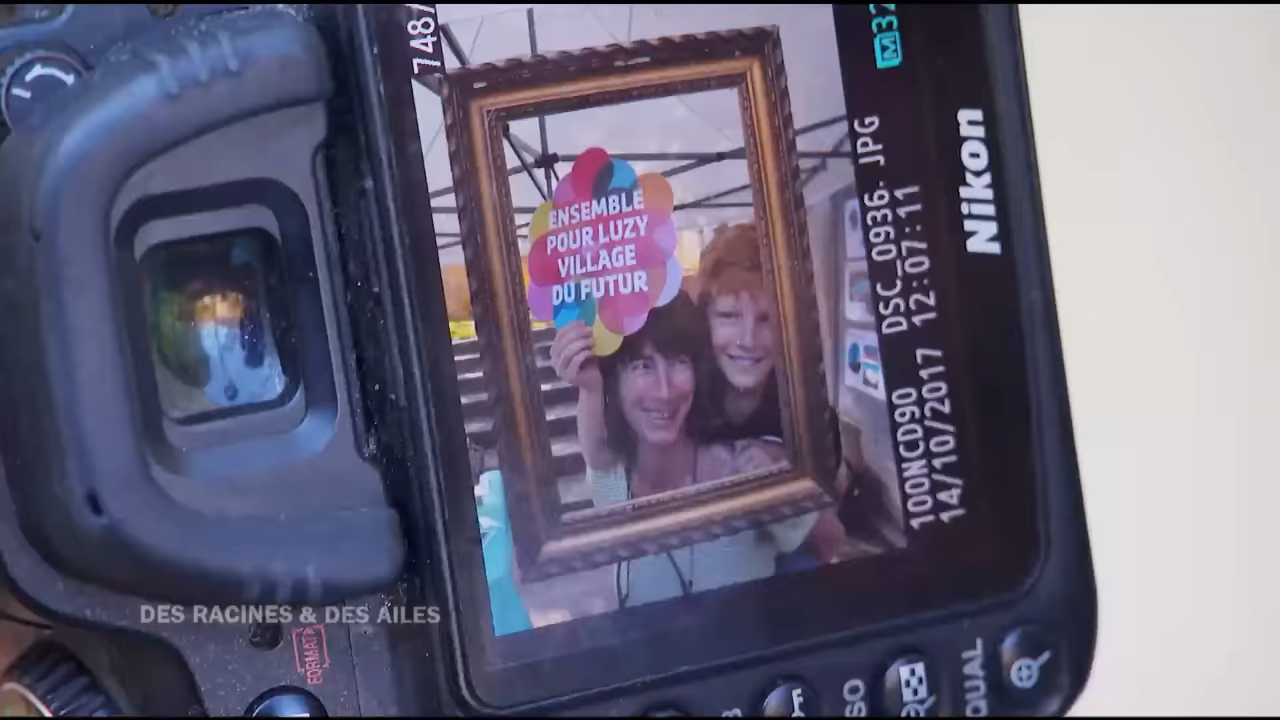 ENSEMBLE
POUR LUZY
VILLAGE
DU FUTUR
100NCD90 DSC_0936.JPG
14/10/2017 12:07:11
Nikon
DES RACINES & DES AILES
FORMAT
QUAL